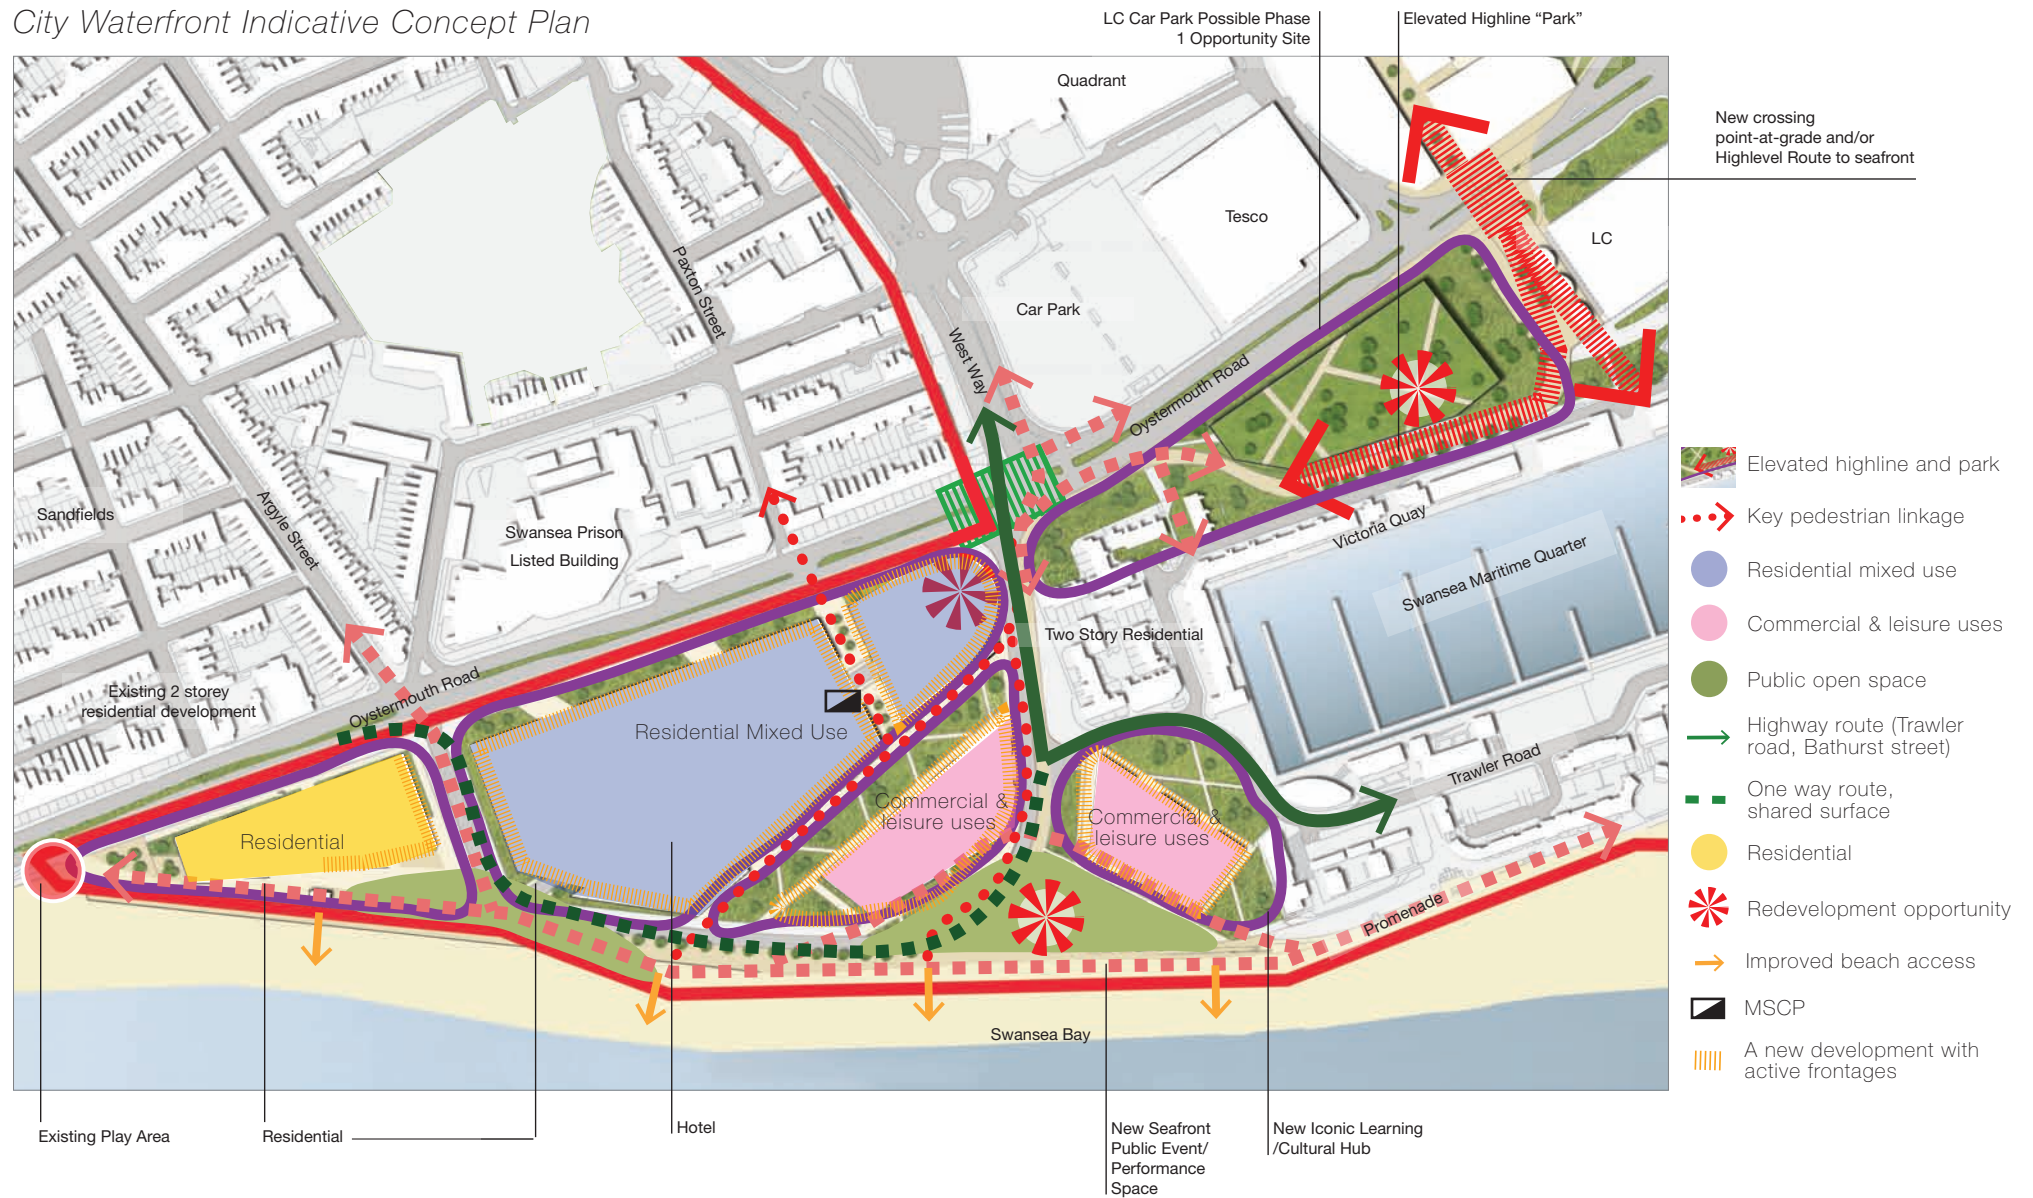 City Waterfront Indicative Concept Plan
LC Car Park Possible Phase
1 Opportunity Site
Elevated Highline “Park”
Quadrant
New crossing
point-at-grade and/or
Highlevel Route to seafront
Tesco
LC
Paxton Street
Car Park
West Way
Oystermouth Road
Sandfields
Argyle Street
Swansea Prison
Listed Building
Victoria Quay
Swansea Maritime Quarter
Two Story Residential
Existing 2 storey
residential development
Oystermouth Road
Residential Mixed Use
Trawler Road
Commercial &
leisure uses
Commercial &
leisure uses
Residential
Promenade
Swansea Bay
Elevated highline and park
Key pedestrian linkage
Residential mixed use
Commercial & leisure uses
Public open space
Highway route (Trawler
road, Bathurst street)
One way route,
shared surface
Residential
Redevelopment opportunity
Improved beach access
MSCP
A new development with
active frontages
Existing Play Area
Residential
Hotel
New Seafront
Public Event/
Performance
Space
New Iconic Learning
/Cultural Hub